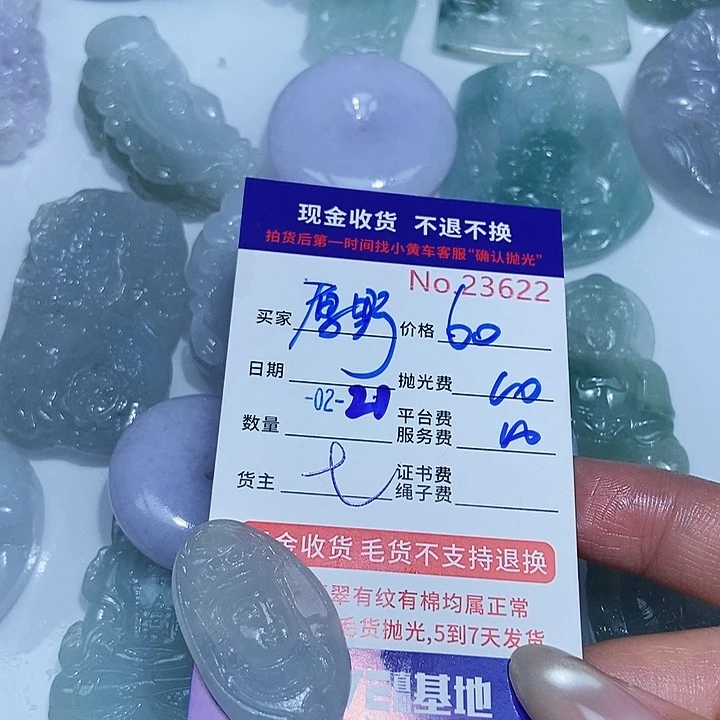 现金收货 不退不换
拍货后第一时间找小黄车客服“确认抛光”
No.23622
买家 原野 价格 60
日期 -02-21 抛光费 60
数量 平台费 服务费 10
货主 七 证书费 绳子费
金收货 毛货不支持退换
翠有纹有棉均属正常
毛货抛光,5到7天发货
基地